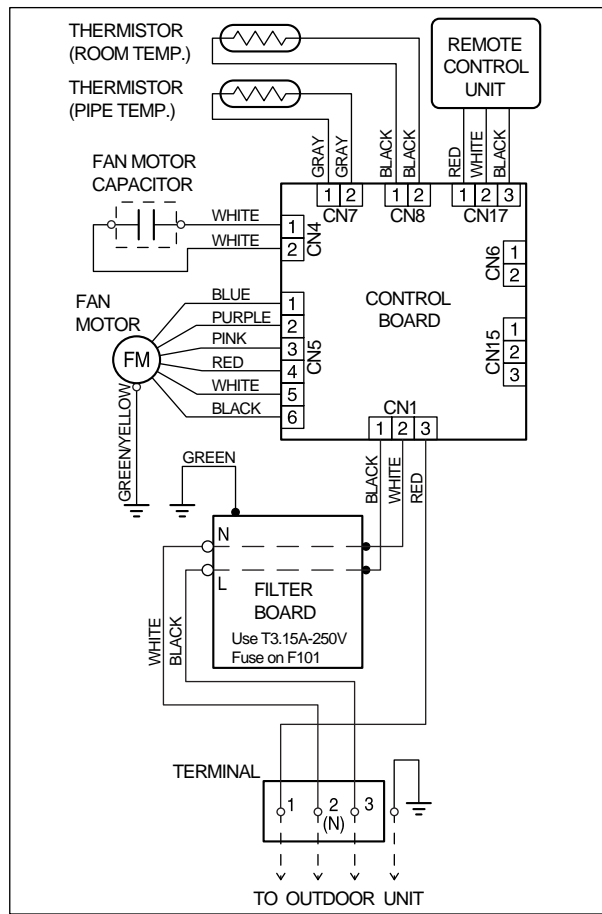 THERMISTOR
(ROOM TEMP.)
THERMISTOR
(PIPE TEMP.)
REMOTE
CONTROL
UNIT
GRAY
GRAY
BLACK
BLACK
RED
WHITE
BLACK
FAN MOTOR
CAPACITOR
1 2
CN7
1 2
CN8
1 2 3
CN17
WHITE
WHITE
1
2
CN4
CN6
1
2
FAN
MOTOR
FM
BLUE
PURPLE
PINK
RED
WHITE
BLACK
1
2
3
4
5
6
CN5
CONTROL
BOARD
CN15
1
2
3
CN1
1 2 3
GREEN/YELLOW
GREEN
BLACK
WHITE
RED
N
L
FILTER
BOARD
Use T3.15A-250V
Fuse on F101
WHITE
BLACK
TERMINAL
1 2 3
(N)
TO OUTDOOR UNIT